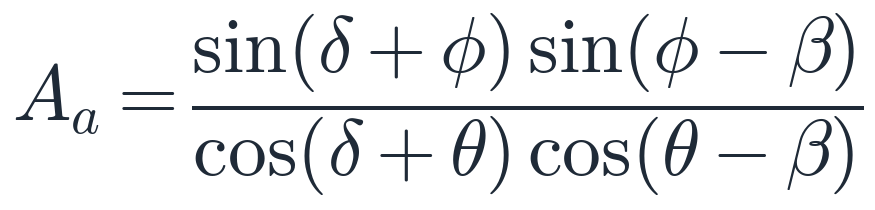 A_a = \frac{\sin(\delta + \phi) \sin(\phi - \beta)}{\cos(\delta + \theta) \cos(\theta - \beta)}